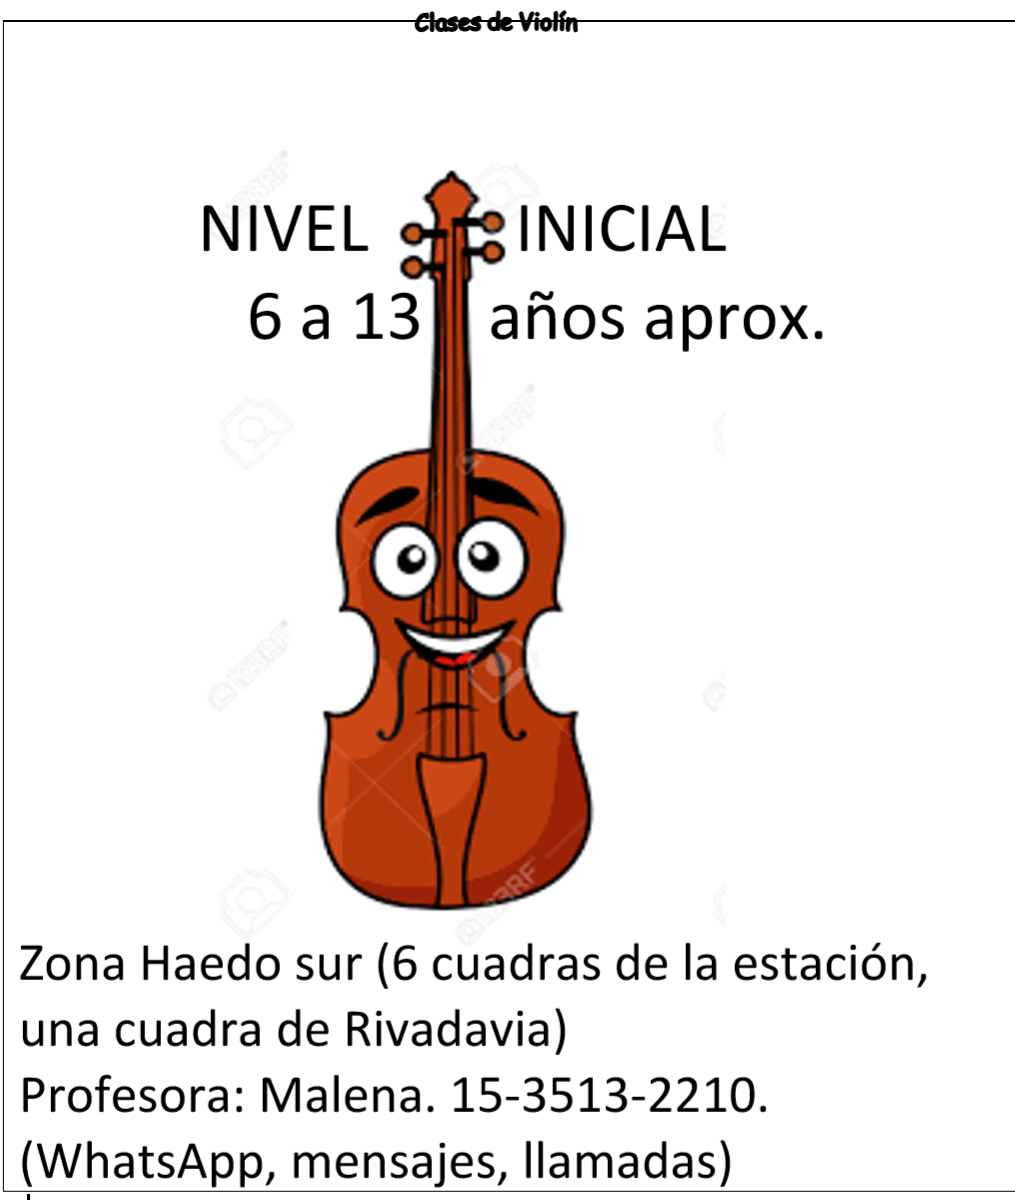 Clases de Violín
NIVEL INICIAL
6 a 13 años aprox.
Zona Haedo sur (6 cuadras de la estación,
una cuadra de Rivadavia)
Profesora: Malena. 15-3513-2210.
(WhatsApp, mensajes, llamadas)